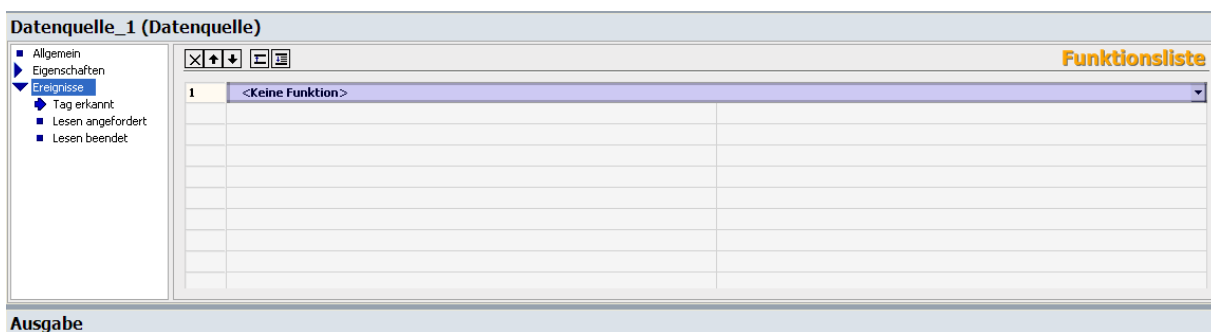 Datenquelle_1 (Datenquelle)
Allgemein
Eigenschaften
Ereignisse
Tag erkannt
Lesen angefordert
Lesen beendet
Funktionsliste
1 <Keine Funktion>
Ausgabe